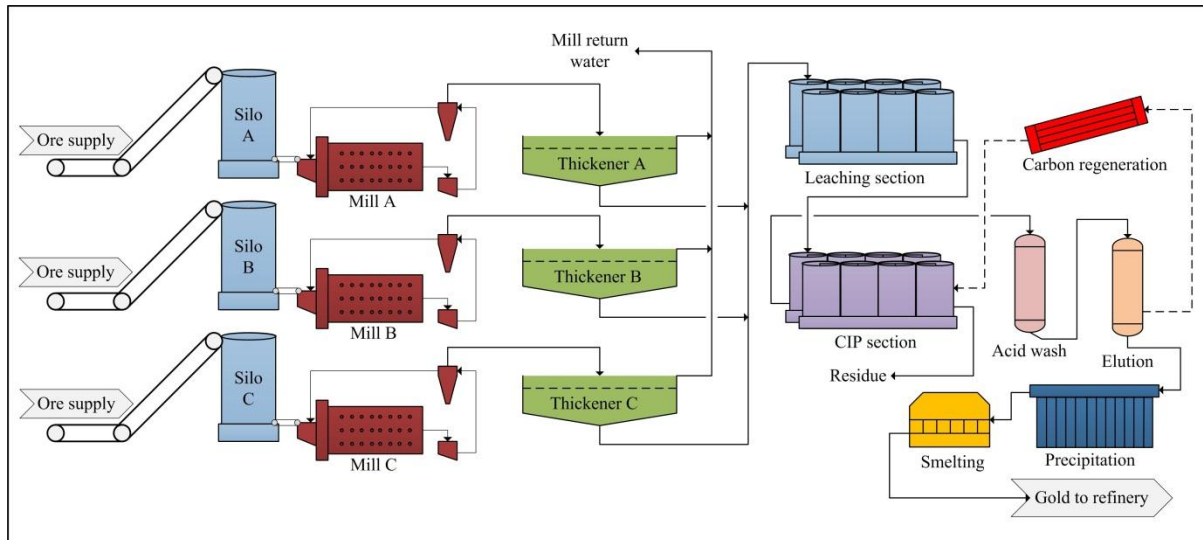 Mill return
water
Ore supply
Silo
A
Mill A
Thickener A
Leaching section
Carbon regeneration
Ore supply
Silo
B
Mill B
Thickener B
CIP section
Acid wash
Elution
Residue
Ore supply
Silo
C
Mill C
Thickener C
Smelting
Precipitation
Gold to refinery